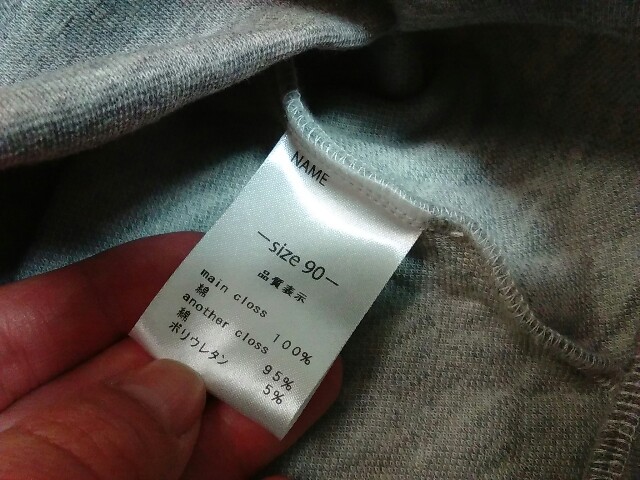 NAME
—size 90—
品質表示
main closs
綿 100%
another closs
綿 95%
ポリウレタン 5%